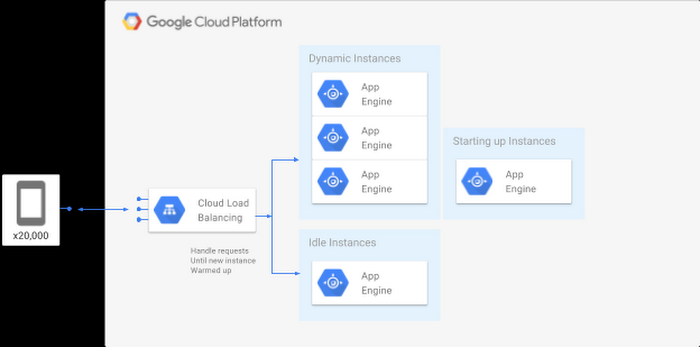 Google Cloud Platform
Dynamic Instances
App
Engine
App
Engine
App
Engine
Starting up Instances
App
Engine
x20,000
Cloud Load
Balancing
Handle requests
Until new instance
Warmed up
Idle Instances
App
Engine